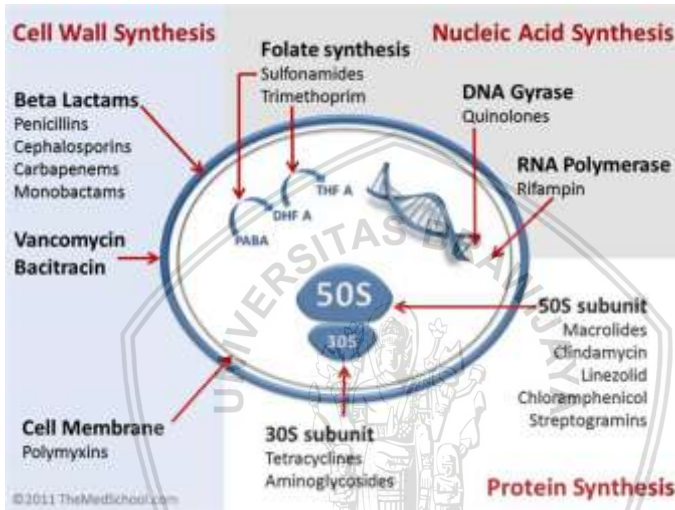 Cell Wall Synthesis
Folate synthesis
Sulfonamides
Trimethoprim
Nucleic Acid Synthesis
Beta Lactams
Penicillins
Cephalosporins
Carbapenems
Monobactams
DNA Gyrase
Quinolones
RNA Polymerase
Rifampin
PABA
DHF A
THF A
Vancomycin
Bacitracin
UNIVERSITAS BRAWIJAYA
50S
30S
50S subunit
Macrolides
Clindamycin
Linezolid
Chloramphenicol
Streptogramins
Cell Membrane
Polymyxins
30S subunit
Tetracyclines
Aminoglycosides
Protein Synthesis
©2011 TheMedSchool.com